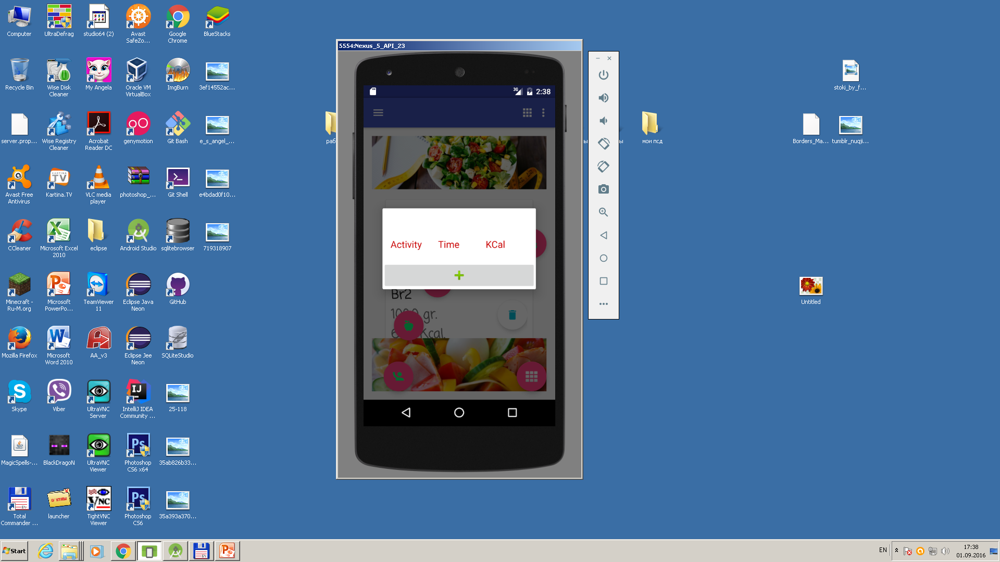 Computer
UltraDefrag
studio64 (2)
Avast
SafeZo...
Google
Chrome
BlueStacks
Recycle Bin
Wise Disk
Cleaner
My Angela
Oracle VM
VirtualBox
ImgBurn
3ef14552ac...
server.prop...
Wise Registry
Cleaner
Acrobat
Reader DC
genymotion
Git Bash
e_s_angel_...
Avast Free
Antivirus
Kartina.TV
VLC media
player
photoshop_...
Git Shell
e4bdad0f10...
CCleaner
Microsoft Excel
2010
eclipse
Android Studio
sqlitebrowser
719318907
Minecraft -
Ru-M.org
Microsoft
PowerPo...
TeamViewer
11
Eclipse Java
Neon
GitHub
Mozilla Firefox
Microsoft
Word 2010
AA_v3
Eclipse Jee
Neon
SQLiteStudio
Skype
Viber
UltraVNC
Server
IntelliJ IDEA
Community ...
25-118
MagicSpells-...
BlackDragoN
UltraVNC
Viewer
Photoshop
CS6 x64
35ab826b33...
Total
Commander ...
launcher
TightVNC
Viewer
Photoshop
CS6
35a393a370...
5554:Nexus_5_API_23
3G
2:38
Activity Time KCal
Br2
gr.
Kcal.
мои псд
stoki_by_f...
Borders_Ma...
tumblr_nuqji...
Untitled
Start
EN
17:38
01.09.2016